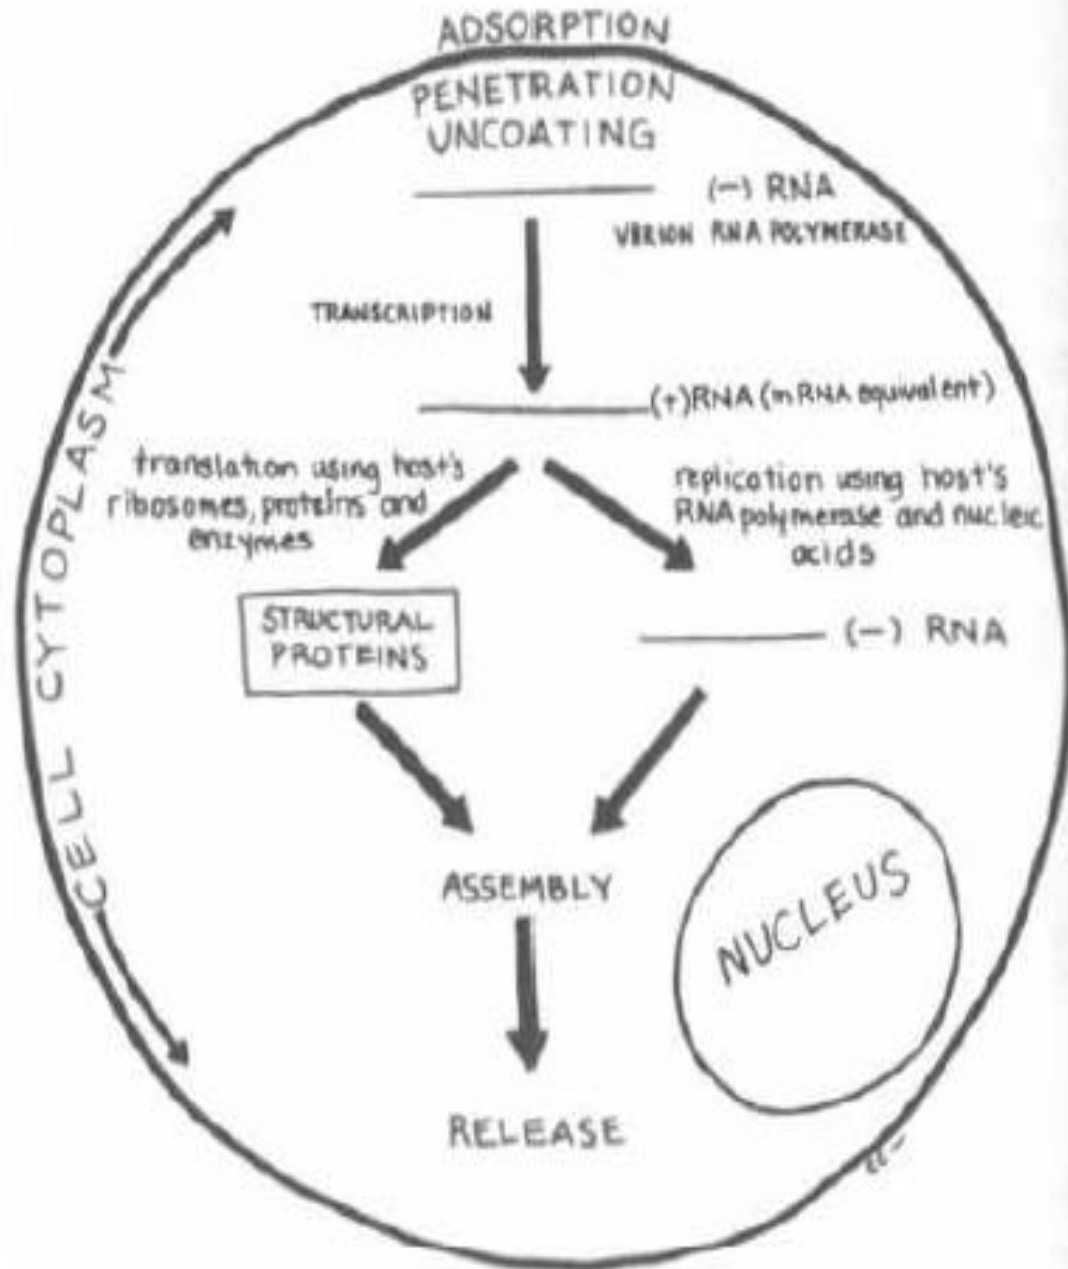 ADSORPTION
PENETRATION
UNCOATING
(-) RNA
VIRION RNA POLYMERASE
TRANSCRIPTION
(+)RNA (mRNA equivalent)
translation using host's
ribosomes, proteins and
enzymes
replication using host's
RNA polymerase and nucleic
acids
STRUCTURAL
PROTEINS
(-) RNA
CELL CYTOPLASM
ASSEMBLY
NUCLEUS
RELEASE